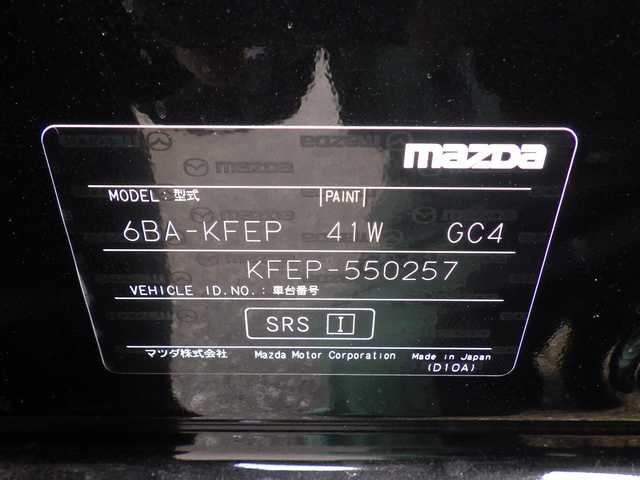 mazda
MODEL: 型式 PAINT
6BA-KFEP 41W GC4
KFEP-550257
VEHICLE ID.NO.: 車台番号
SRS I
マツダ株式会社 Mazda Motor Corporation Made in Japan
(D10A)